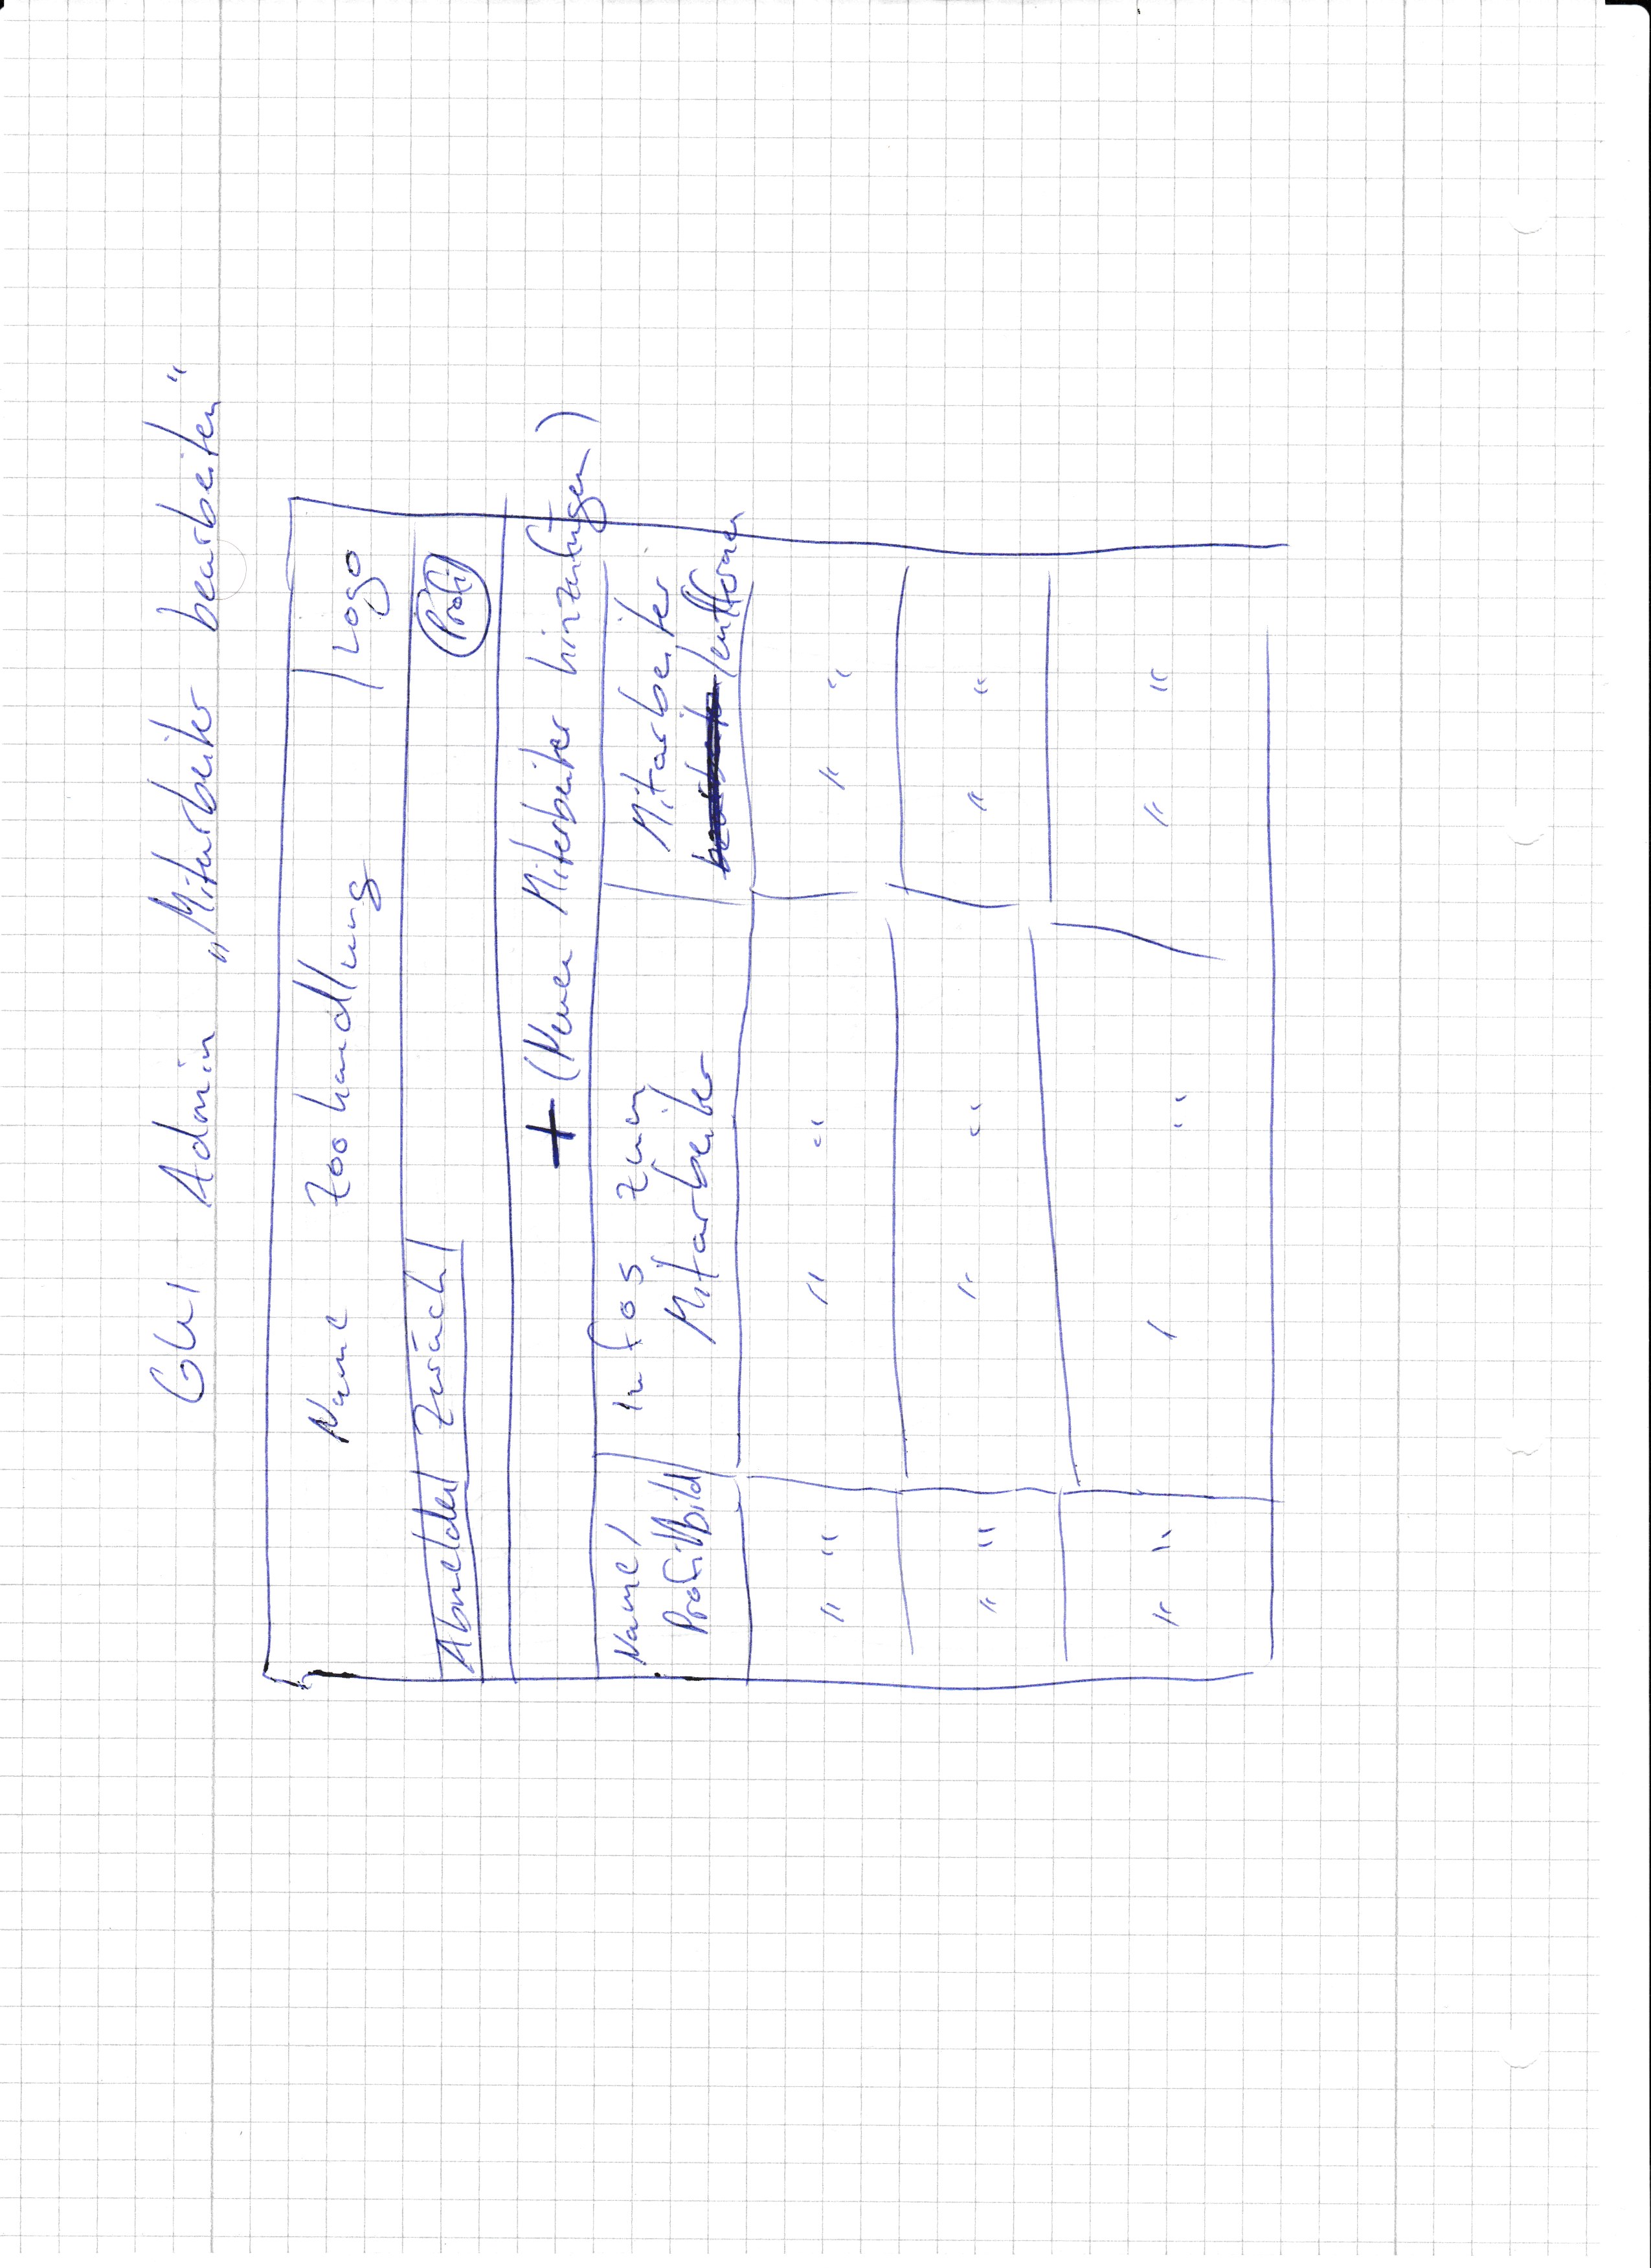 GUI Admin „Mitarbeiter bearbeiten"
Name Zoohandlung | Logo
Abmelden Zurück Profil
+ (Neuen Mitarbeiter hinzufügen)
Name/ Profilbild
Infos zum Mitarbeiter
Mitarbeiter /entfernen
" " " " " "
" " " " " "
" " " " " "